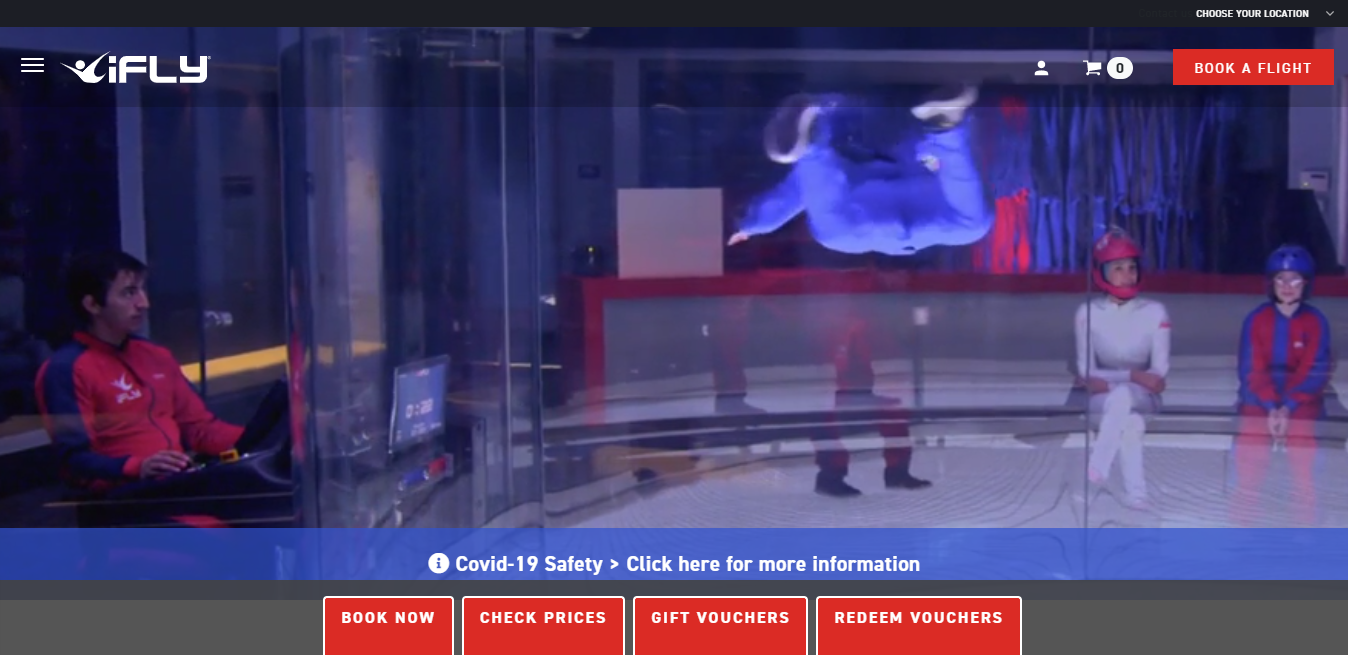 CHOOSE YOUR LOCATION
iFLY
0
BOOK A FLIGHT
iFLY
Covid-19 Safety > Click here for more information
BOOK NOW
CHECK PRICES
GIFT VOUCHERS
REDEEM VOUCHERS